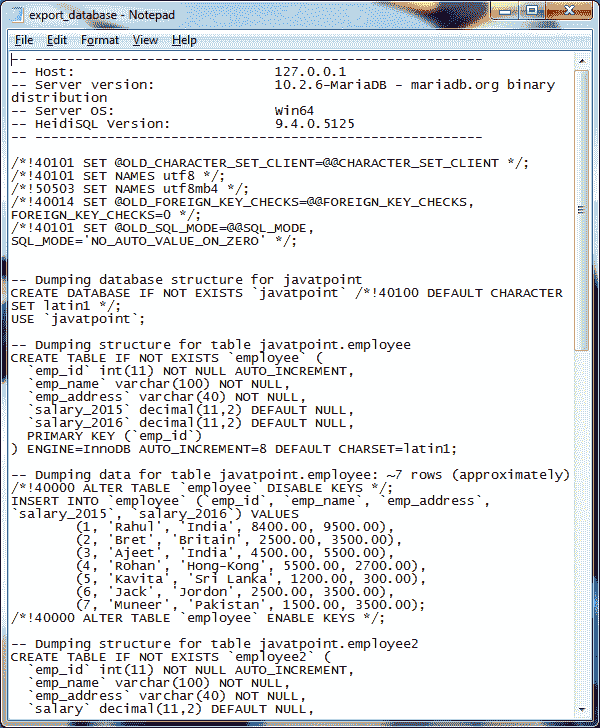 export_database - Notepad
File Edit Format View Help
-- --------------------------------------------------------
-- Host:                         127.0.0.1
-- Server version:               10.2.6-MariaDB - mariadb.org binary
distribution
-- Server OS:                    Win64
-- HeidiSQL Version:             9.4.0.5125
-- --------------------------------------------------------

/*!40101 SET @OLD_CHARACTER_SET_CLIENT=@@CHARACTER_SET_CLIENT */;
/*!40101 SET NAMES utf8 */;
/*!50503 SET NAMES utf8mb4 */;
/*!40014 SET @OLD_FOREIGN_KEY_CHECKS=@@FOREIGN_KEY_CHECKS,
FOREIGN_KEY_CHECKS=0 */;
/*!40101 SET @OLD_SQL_MODE=@@SQL_MODE,
SQL_MODE='NO_AUTO_VALUE_ON_ZERO' */;

-- Dumping database structure for javatpoint
CREATE DATABASE IF NOT EXISTS `javatpoint` /*!40100 DEFAULT CHARACTER
SET latin1 */;
USE `javatpoint`;

-- Dumping structure for table javatpoint.employee
CREATE TABLE IF NOT EXISTS `employee` (
  `emp_id` int(11) NOT NULL AUTO_INCREMENT,
  `emp_name` varchar(100) NOT NULL,
  `emp_address` varchar(40) NOT NULL,
  `salary_2015` decimal(11,2) DEFAULT NULL,
  `salary_2016` decimal(11,2) DEFAULT NULL,
  PRIMARY KEY (`emp_id`)
) ENGINE=InnoDB AUTO_INCREMENT=8 DEFAULT CHARSET=latin1;

-- Dumping data for table javatpoint.employee: ~7 rows (approximately)
/*!40000 ALTER TABLE `employee` DISABLE KEYS */;
INSERT INTO `employee` (`emp_id`, `emp_name`, `emp_address`,
`salary_2015`, `salary_2016`) VALUES
	(1, 'Rahul', 'India', 8400.00, 9500.00),
	(2, 'Bret', 'Britain', 2500.00, 3500.00),
	(3, 'Ajeet', 'India', 4500.00, 5500.00),
	(4, 'Rohan', 'Hong-Kong', 5500.00, 2700.00),
	(5, 'Kavita', 'Sri Lanka', 1200.00, 300.00),
	(6, 'Jack', 'Jordon', 2500.00, 3500.00),
	(7, 'Muneer', 'Pakistan', 1500.00, 3500.00);
/*!40000 ALTER TABLE `employee` ENABLE KEYS */;

-- Dumping structure for table javatpoint.employee2
CREATE TABLE IF NOT EXISTS `employee2` (
  `emp_id` int(11) NOT NULL AUTO_INCREMENT,
  `emp_name` varchar(100) NOT NULL,
  `emp_address` varchar(40) NOT NULL,
  `salary` decimal(11,2) DEFAULT NULL,